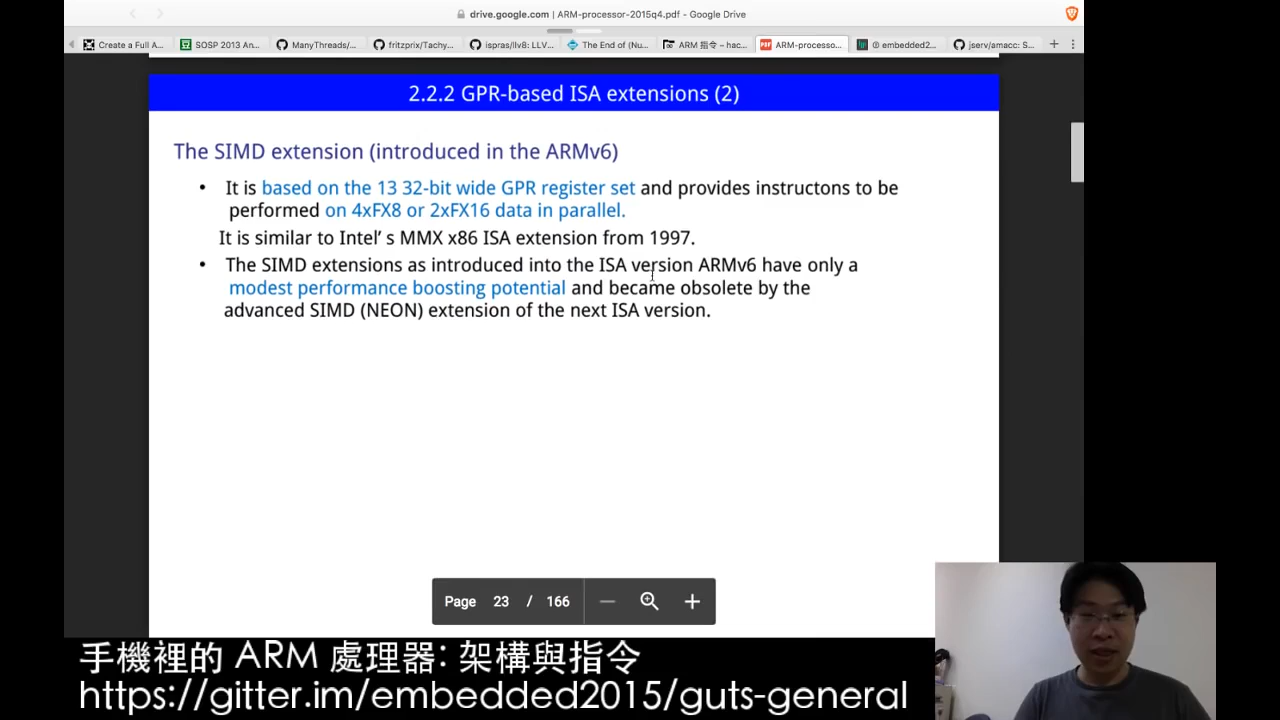 drive.google.com | ARM-processor-2015q4.pdf - Google Drive
Create a Full A... SOSP 2013 An... ManyThreads/... fritzprix/Tachy... ispras/llv8: LLV... The End of (Nu... ARM 指令 – hac... ARM-processo... embedded2... jserv/amacc: S...
2.2.2 GPR-based ISA extensions (2)
The SIMD extension (introduced in the ARMv6)
• It is based on the 13 32-bit wide GPR register set and provides instructons to be
performed on 4xFX8 or 2xFX16 data in parallel.
It is similar to Intel's MMX x86 ISA extension from 1997.
• The SIMD extensions as introduced into the ISA version ARMv6 have only a
modest performance boosting potential and became obsolete by the
advanced SIMD (NEON) extension of the next ISA version.
Page 23 / 166
手機裡的 ARM 處理器: 架構與指令
https://gitter.im/embedded2015/guts-general